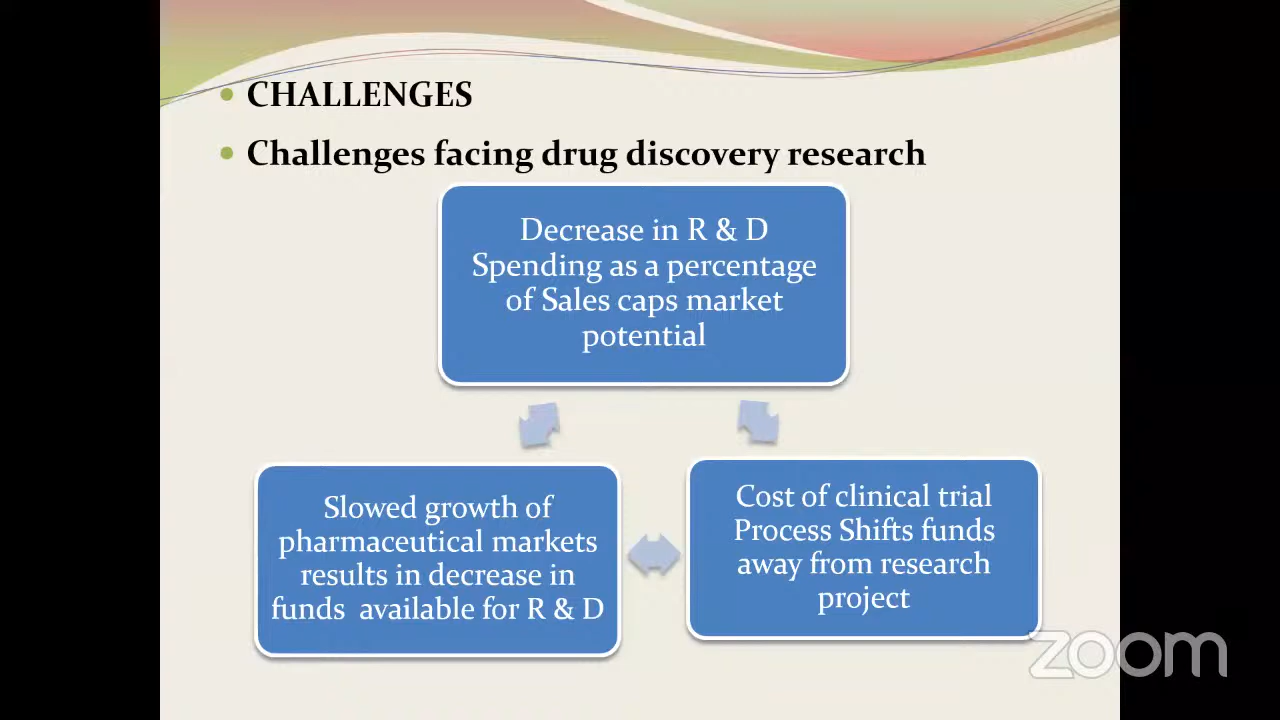 CHALLENGES
Challenges facing drug discovery research
Decrease in R & D
Spending as a percentage
of Sales caps market
potential
Slowed growth of
pharmaceutical markets
results in decrease in
funds available for R & D
Cost of clinical trial
Process Shifts funds
away from research
project
zoom